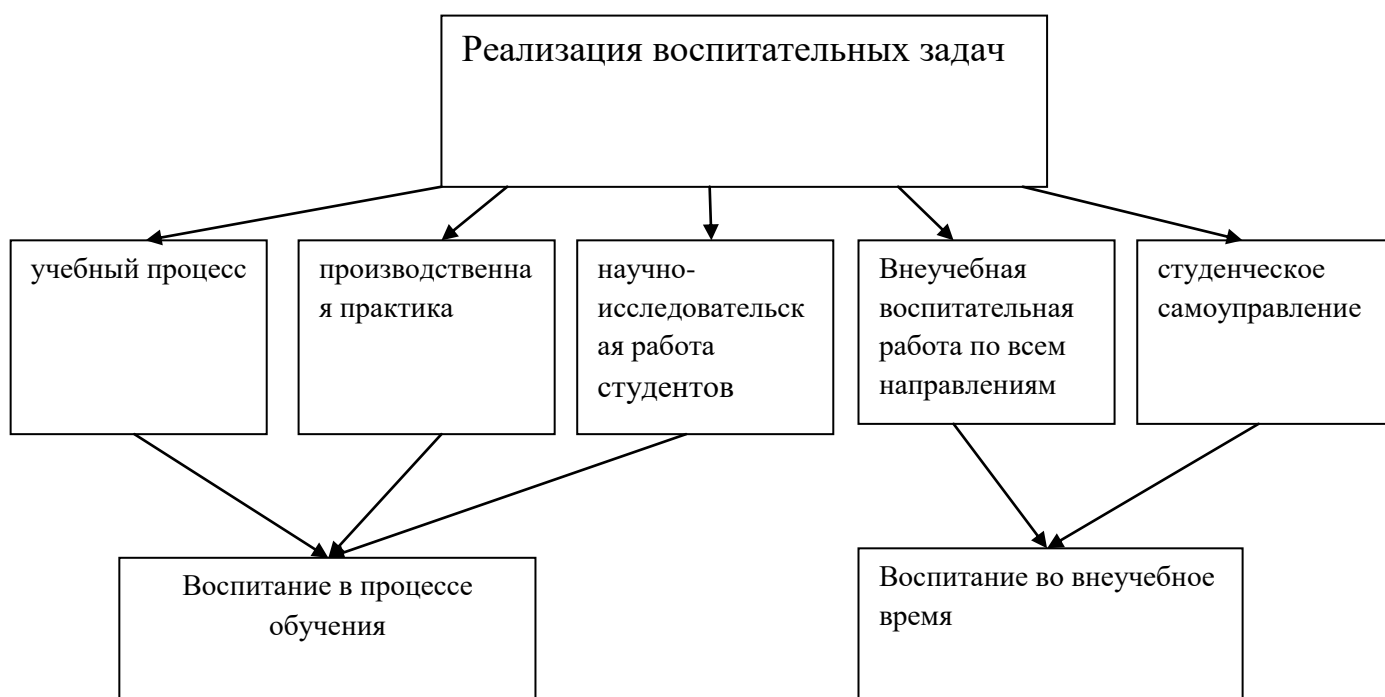 Реализация воспитательных задач
учебный процесс
производственна
я практика
научно-
исследовательск
ая работа
студентов
Внеучебная
воспитательная
работа по всем
направлениям
студенческое
самоуправление
Воспитание в процессе
обучения
Воспитание во внеучебное
время